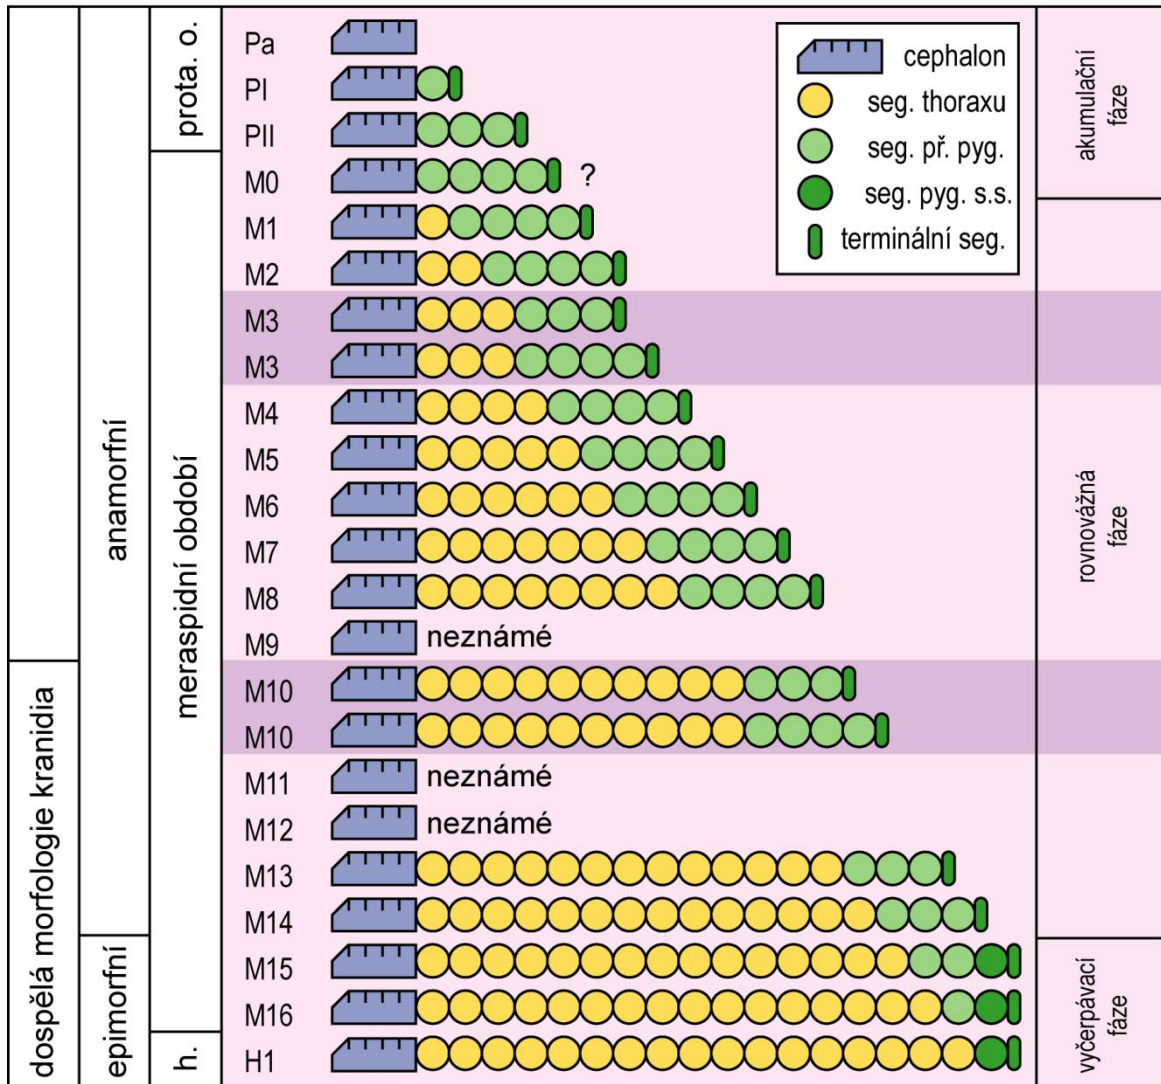 dospělá morfologie kranidia
anamorfní
epimorfní
prota. o.
meraspidní období
h.
Pa
PI
PII
M0 ?
M1
M2
M3
M3
M4
M5
M6
M7
M8
M9 neznámé
M10
M10
M11 neznámé
M12 neznámé
M13
M14
M15
M16
H1
cephalon
seg. thoraxu
seg. př. pyg.
seg. pyg. s.s.
terminální seg.
akumulační
fáze
rovnovážná
fáze
vyčerpávací
fáze